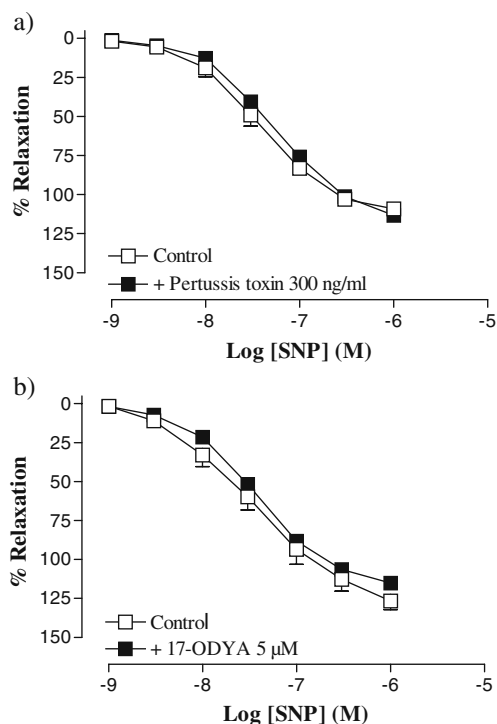 a)
0
25
50
75
100
125
150
% Relaxation
Control
+ Pertussis toxin 300 ng/ml
-9 -8 -7 -6 -5
Log [SNP] (M)
b)
0
25
50
75
100
125
150
% Relaxation
Control
+ 17-ODYA 5 µM
-9 -8 -7 -6 -5
Log [SNP] (M)